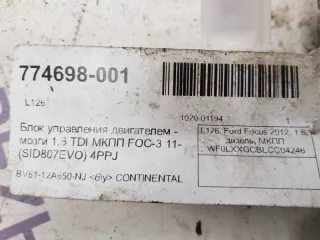 774698-001
L126
1020-01194
1
Блок управления двигателем -
мозги 1.6 TDI МКПП FOC-3 11-
(SID807EVO) 4PPJ
BV61-12A650-NJ <б/у> CONTINENTAL
L126, Ford Focus 2012, 1.6,
дизель, МКПП
WF0LXXGCBLCC04246